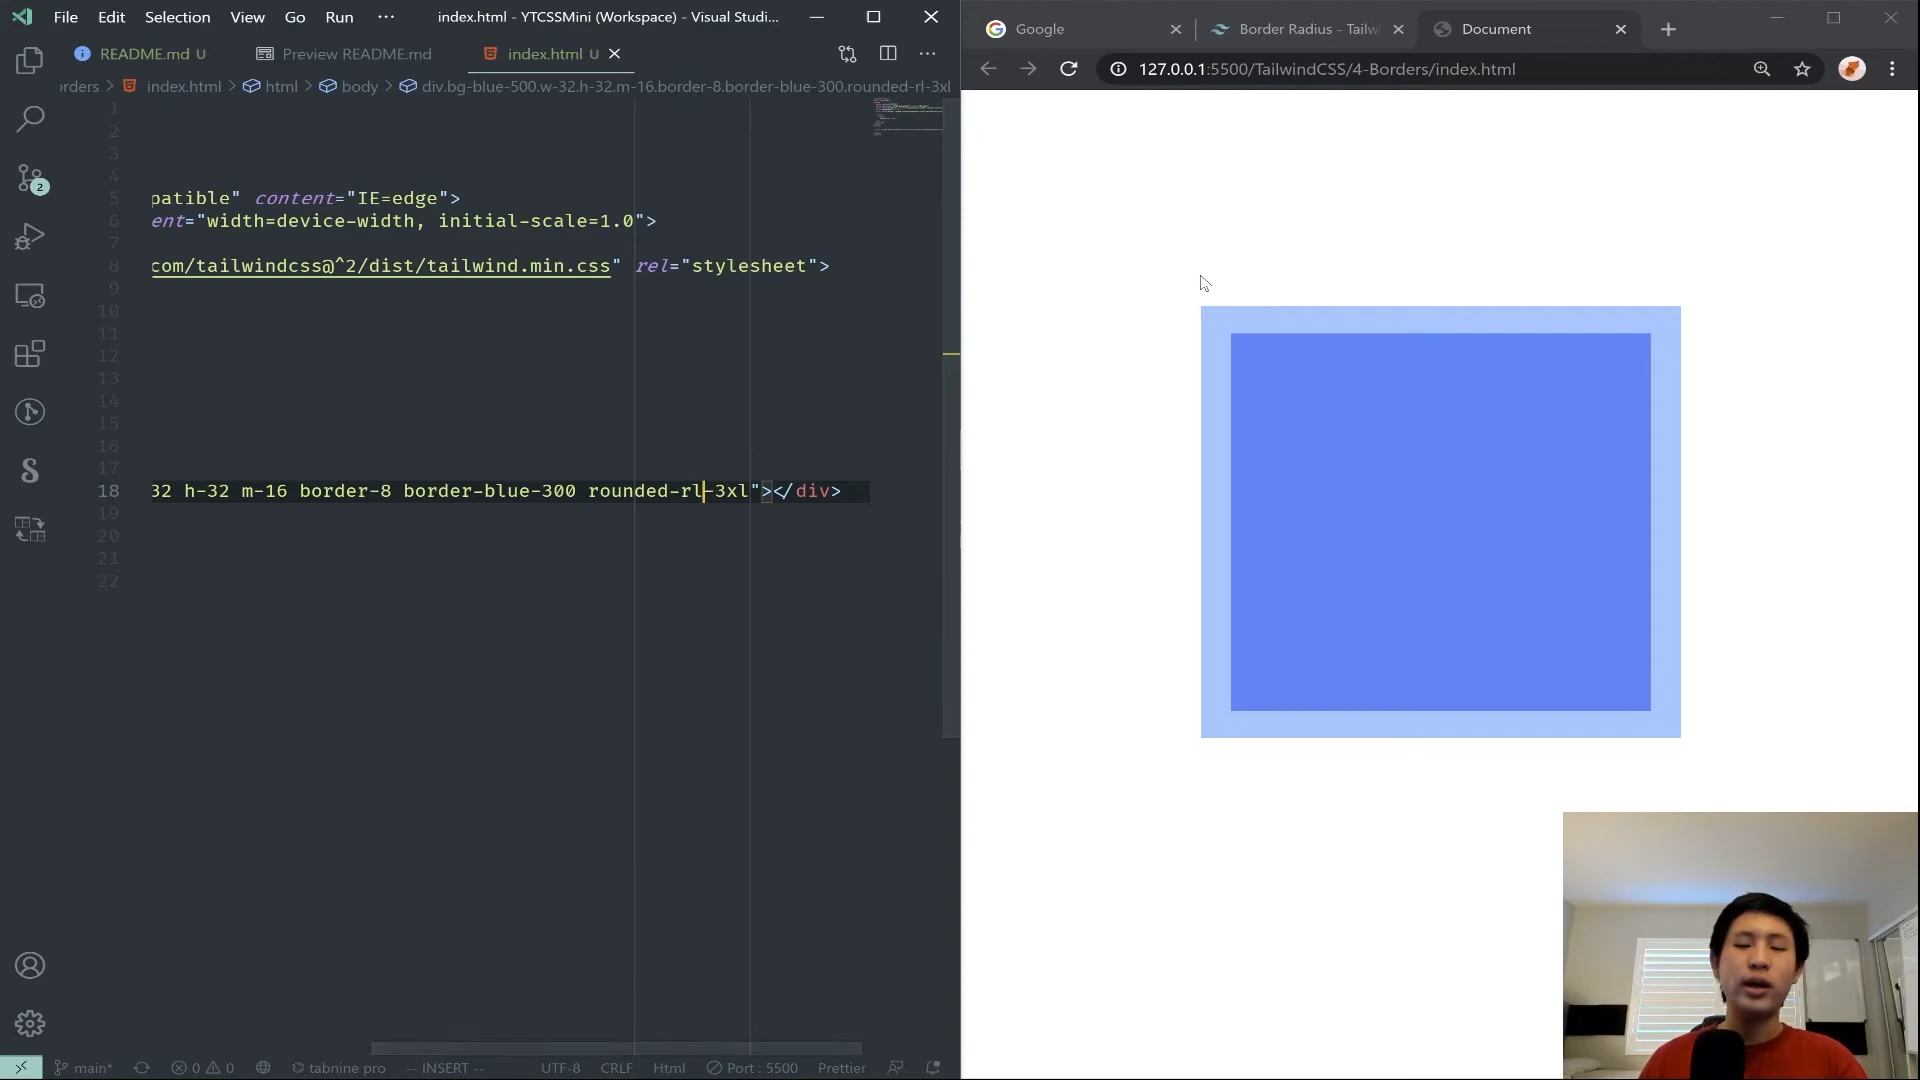 File Edit Selection View Go Run ··· index.html - YTCSSMini (Workspace) - Visual Studi...
README.md U Preview README.md index.html U
orders > index.html > html > body > div.bg-blue-500.w-32.h-32.m-16.border-8.border-blue-300.rounded-rl-3xl
1
2
3
4
5 patible" content="IE=edge">
6 ent="width=device-width, initial-scale=1.0">
7
8 com/tailwindcss@^2/dist/tailwind.min.css" rel="stylesheet">
9
10
11
12
13
14
15
16
17
18 32 h-32 m-16 border-8 border-blue-300 rounded-rl-3xl"></div>
19
20
21
22
2
main* 0 0 tabnine pro -- INSERT -- UTF-8 CRLF Html Port : 5500 Prettier
Google Border Radius - Tailwi Document
127.0.0.1:5500/TailwindCSS/4-Borders/index.html